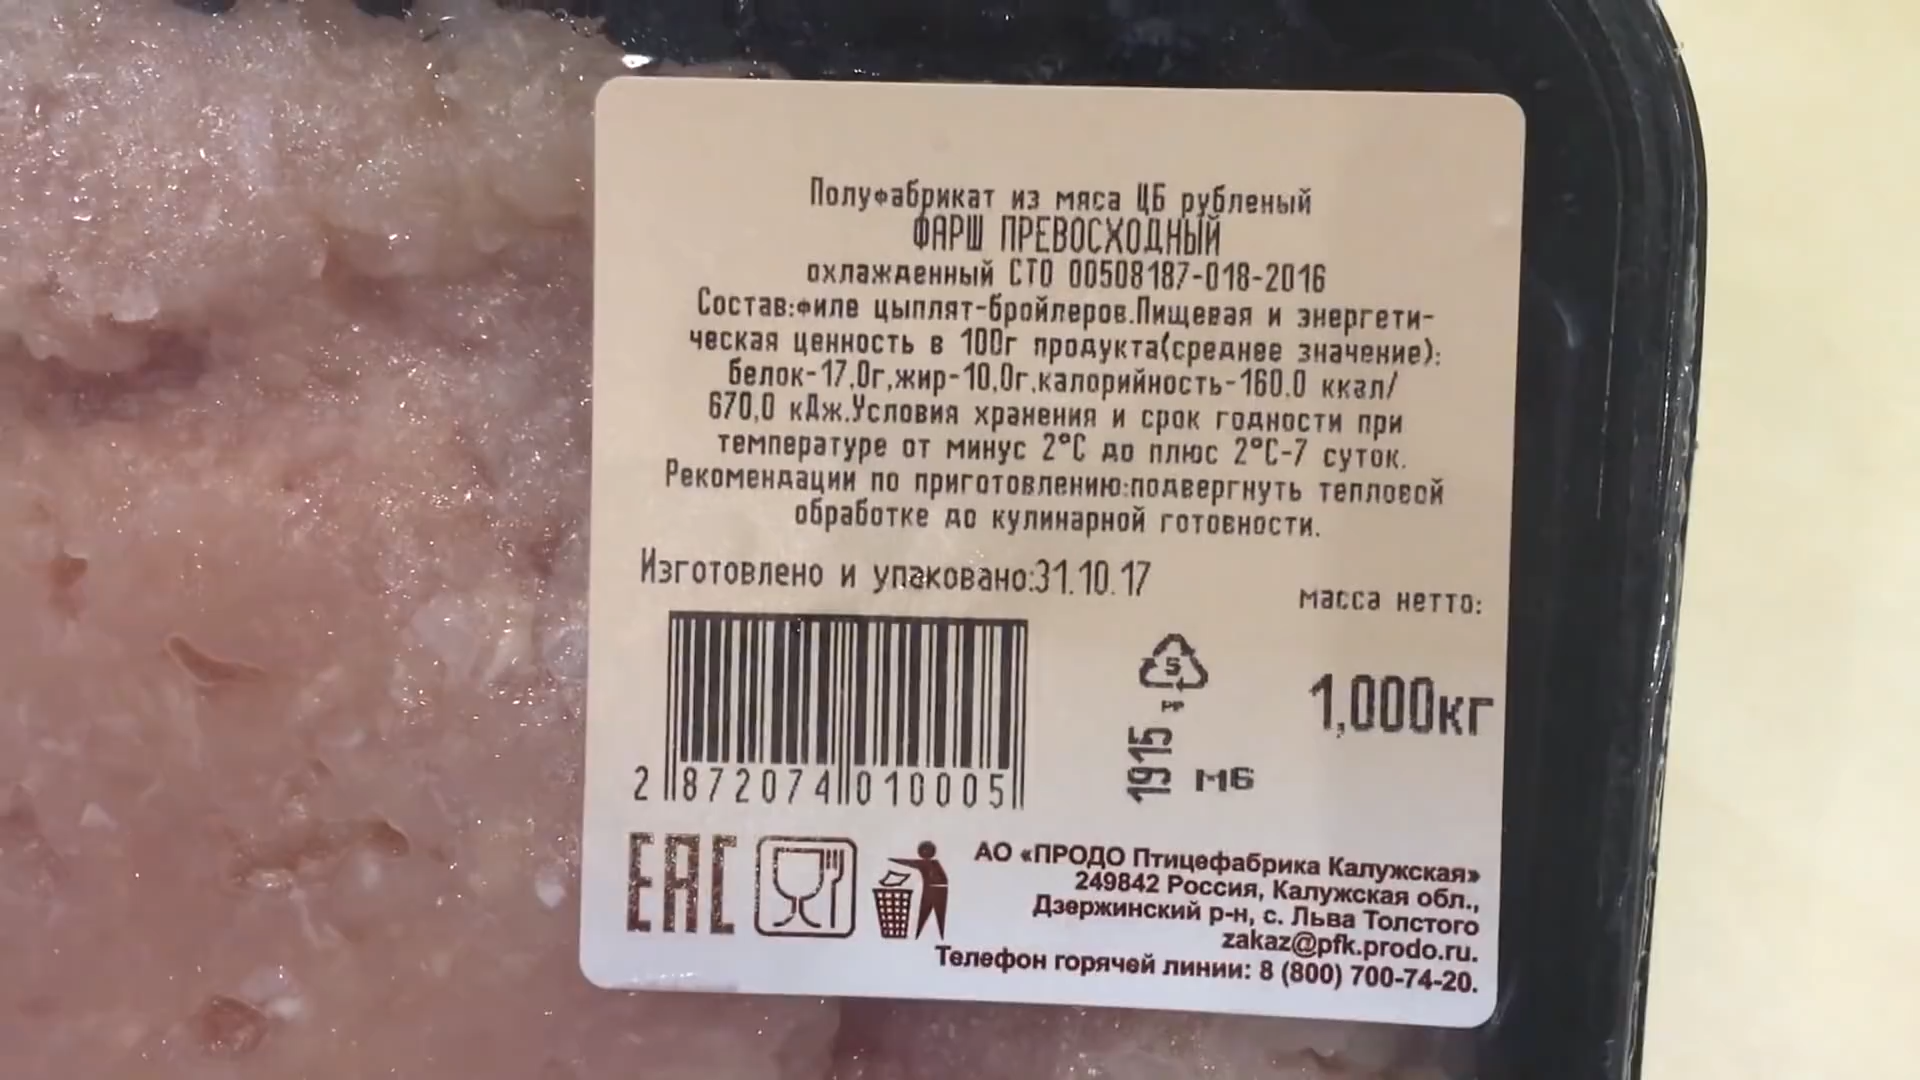 Полуфабрикат из мяса ЦБ рубленый
ФАРШ ПРЕВОСХОДНЫЙ
охлажденный СТО 00508187-018-2016
Состав:филе цыплят-бройлеров.Пищевая и энергети-
ческая ценность в 100г продукта(среднее значение):
белок-17,0г,жир-10,0г,калорийность-160.0 ккал/
670,0 кДж.Условия хранения и срок годности при
температуре от минус 2°С до плюс 2°С-7 суток.
Рекомендации по приготовлению:подвергнуть тепловой
обработке до кулинарной готовности.
Изготовлено и упаковано:31.10.17
масса нетто:
1,000кг
5
PP
1915
МБ
2 872074 010005
EAC
АО «ПРОДО Птицефабрика Калужская»
249842 Россия, Калужская обл.,
Дзержинский р-н, с. Льва Толстого
zakaz@pfk.prodo.ru.
Телефон горячей линии: 8 (800) 700-74-20.